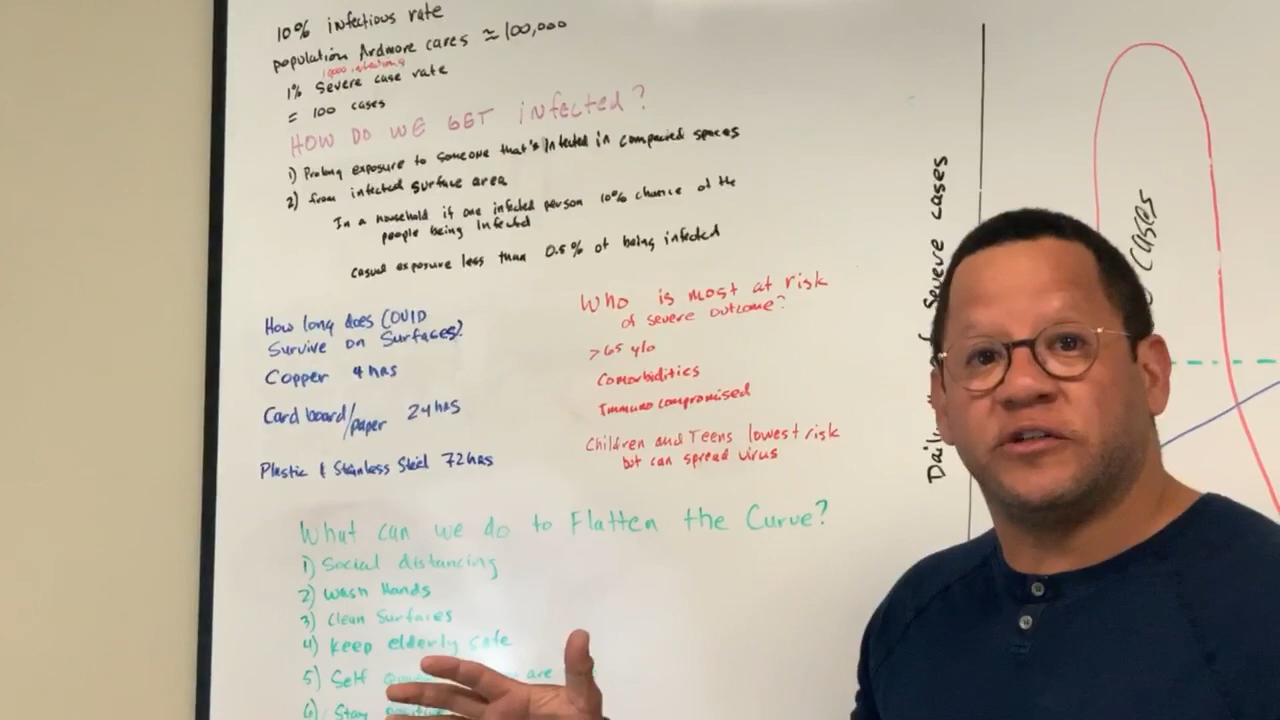 10% infectious rate
population Ardmore cares ≈ 100,000
1% Severe case rate
= 100 cases
HOW DO WE GET infected?
1) Prolong exposure to someone that's Infected in compacted spaces
2) from infected surface area
In a household if one infected person 10% chance of the
people being Infected
casual exposure less than 0.5% of being infected
How long does COVID
Survive on Surfaces?
Copper 4 hrs
Card board/paper 24 hrs
Plastic & Stainless Steel 72 hrs
Who is most at risk
of severe outcome?
>65 y/o
Comorbiditics
Immuno compromised
Children and Teens lowest risk
but can spread virus
What can we do to Flatten the Curve?
1) Social distancing
2) Wash Hands
3) Clean Surfaces
4) Keep elderly safe
5) Self are
6) Stay positive
Daily Severe cases
cases